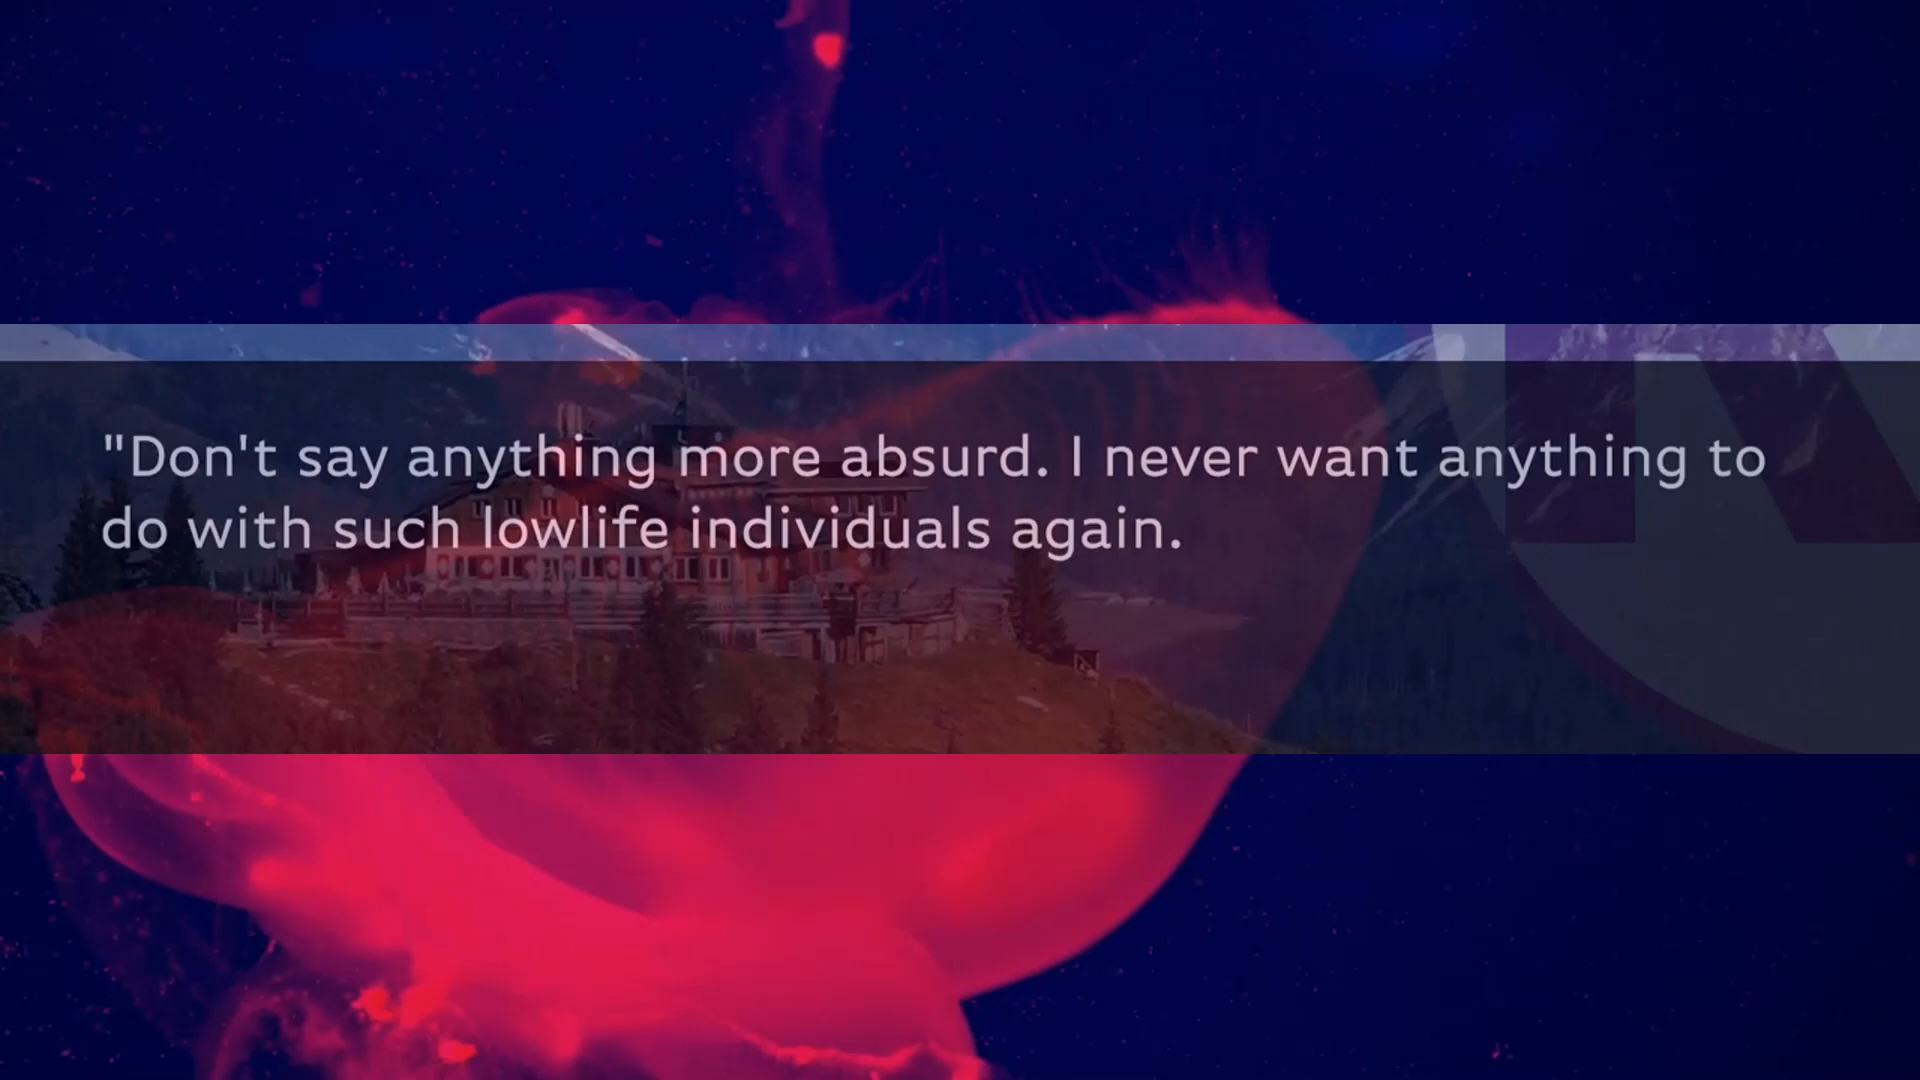 "Don't say anything more absurd. I never want anything to
do with such lowlife individuals again.